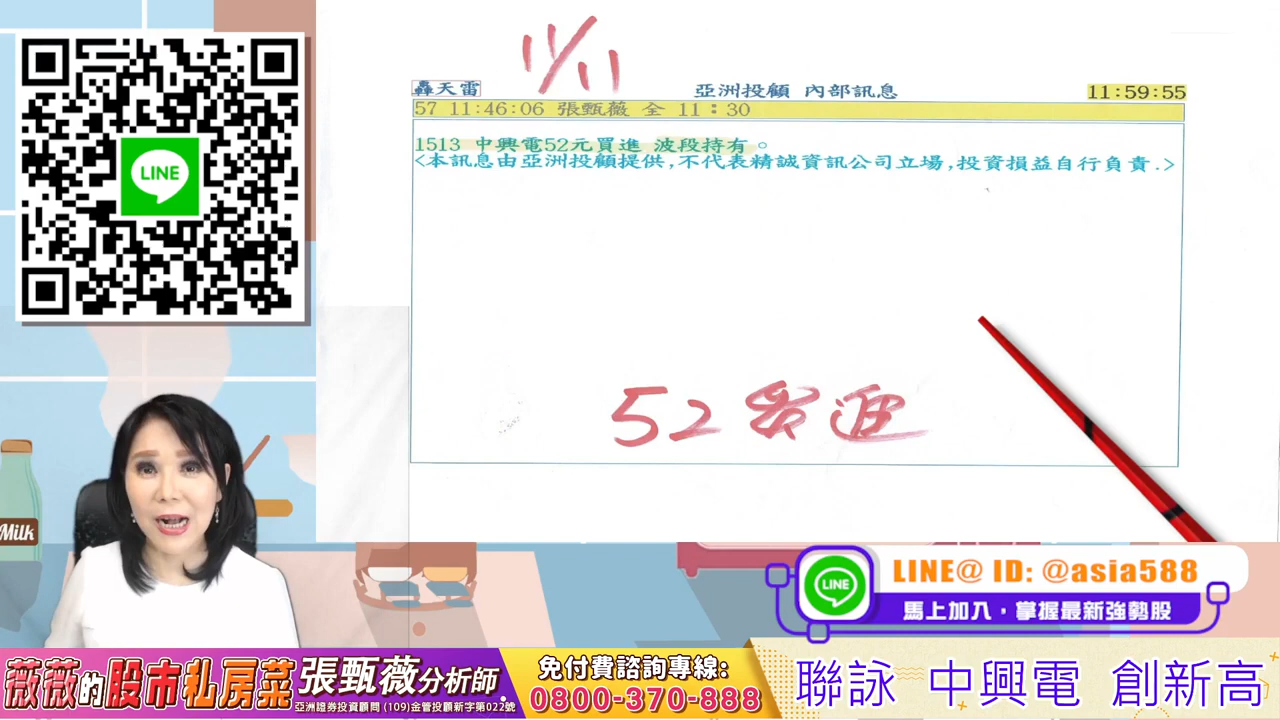 11/11
轟天雷 亞洲投顧 內部訊息 11:59:55
57 11:46:06 張甄薇 全 11：30
1513 中興電52元買進 波段持有。
<本訊息由亞洲投顧提供,不代表精誠資訊公司立場,投資損益自行負責.>
52買進
LINE
Milk
LINE
LINE@ ID: @asia588
馬上加入，掌握最新強勢股
薇薇的股市私房菜
張甄薇分析師
亞洲證券投資顧問 (109)金管投顧新字第022號
免付費諮詢專線:
0800-370-888
聯詠 中興電 創新高